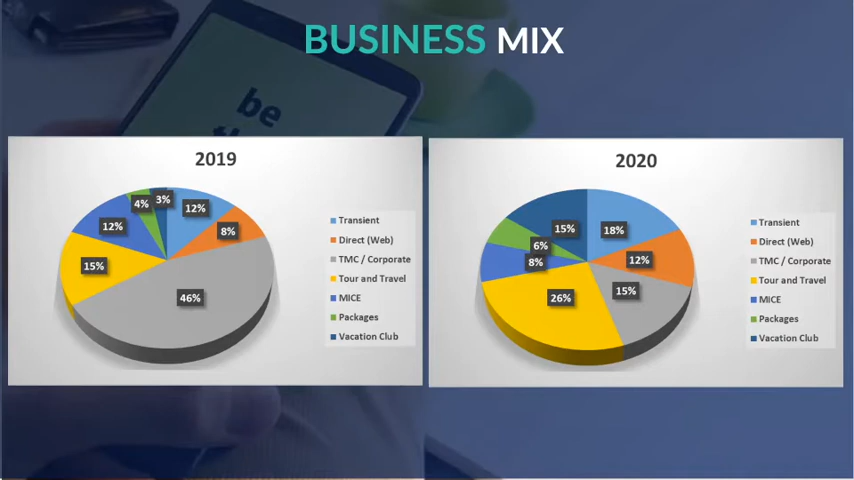 BUSINESS MIX
be
2019
3%
4%
12%
12%
8%
15%
46%
Transient
Direct (Web)
TMC / Corporate
Tour and Travel
MICE
Packages
Vacation Club
2020
15%
18%
6%
8%
12%
26%
15%
Transient
Direct (Web)
TMC / Corporate
Tour and Travel
MICE
Packages
Vacation Club